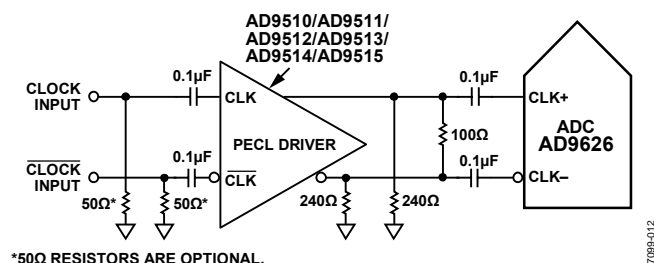 AD9510/AD9511/
AD9512/AD9513/
AD9514/AD9515
CLOCK
INPUT
0.1µF
CLK
PECL DRIVER
0.1µF
CLK+
ADC
AD9626
100Ω
CLOCK
INPUT
0.1µF
CLK
0.1µF
CLK–
50Ω*
50Ω*
240Ω
240Ω
*50Ω RESISTORS ARE OPTIONAL.
7099-012